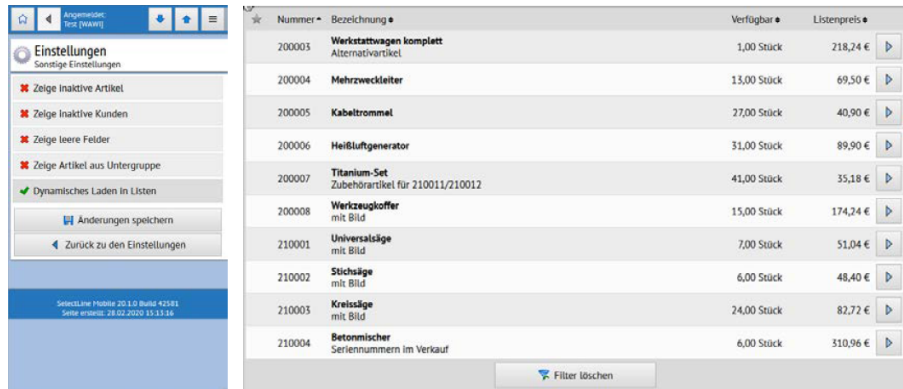 Angemeldet:
Test [WAWI]
Einstellungen
Sonstige Einstellungen
Zeige inaktive Artikel
Zeige inaktive Kunden
Zeige leere Felder
Zeige Artikel aus Untergruppe
Dynamisches Laden in Listen
Änderungen speichern
Zurück zu den Einstellungen
SelectLine Mobile 20.1.0 Build 42581
Seite erstellt: 28.02.2020 15:13:16
Nummer Bezeichnung Verfügbar Listenpreis
200003 Werkstattwagen komplett 1,00 Stück 218,24 €
Alternativartikel
200004 Mehrzweckleiter 13,00 Stück 69,50 €
200005 Kabeltrommel 27,00 Stück 40,90 €
200006 Heißluftgenerator 31,00 Stück 89,90 €
200007 Titanium-Set 41,00 Stück 35,18 €
Zubehörartikel für 210011/210012
200008 Werkzeugkoffer 15,00 Stück 174,24 €
mit Bild
210001 Universalsäge 7,00 Stück 51,04 €
mit Bild
210002 Stichsäge 6,00 Stück 48,40 €
mit Bild
210003 Kreissäge 24,00 Stück 82,72 €
mit Bild
210004 Betonmischer 6,00 Stück 310,96 €
Seriennummern im Verkauf
Filter löschen